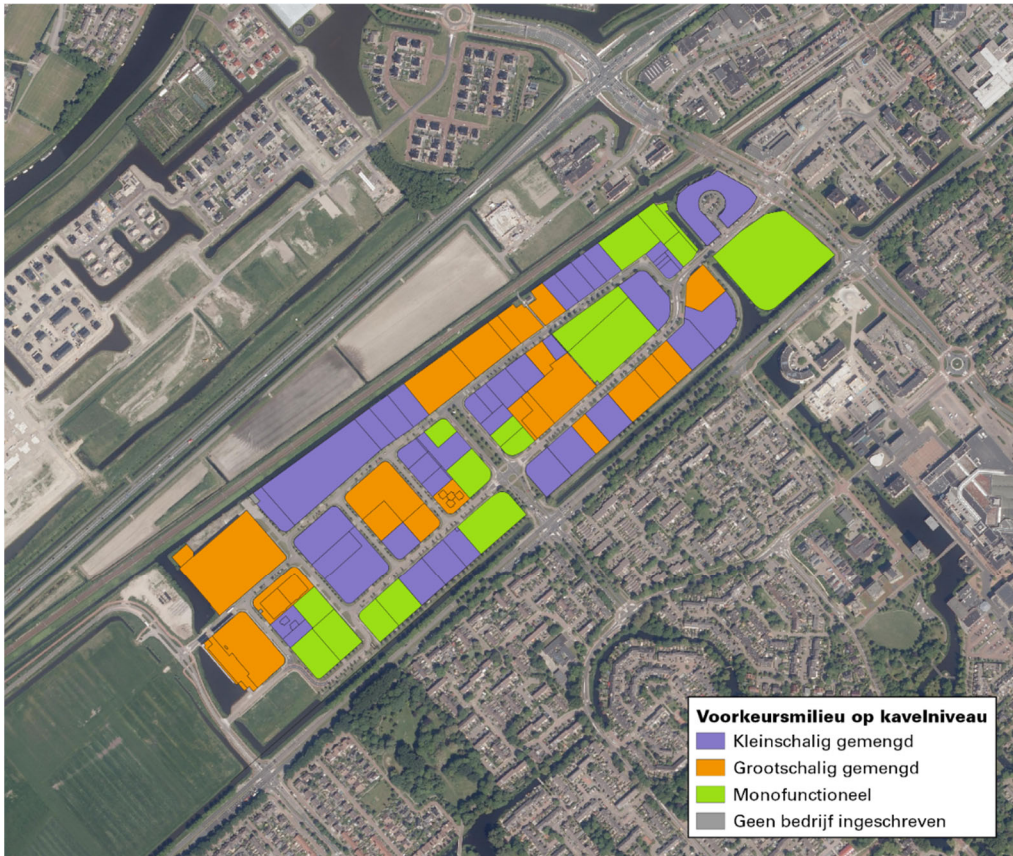 Voorkeursmilieu op kavelniveau
Kleinschalig gemengd
Grootschalig gemengd
Monofunctioneel
Geen bedrijf ingeschreven